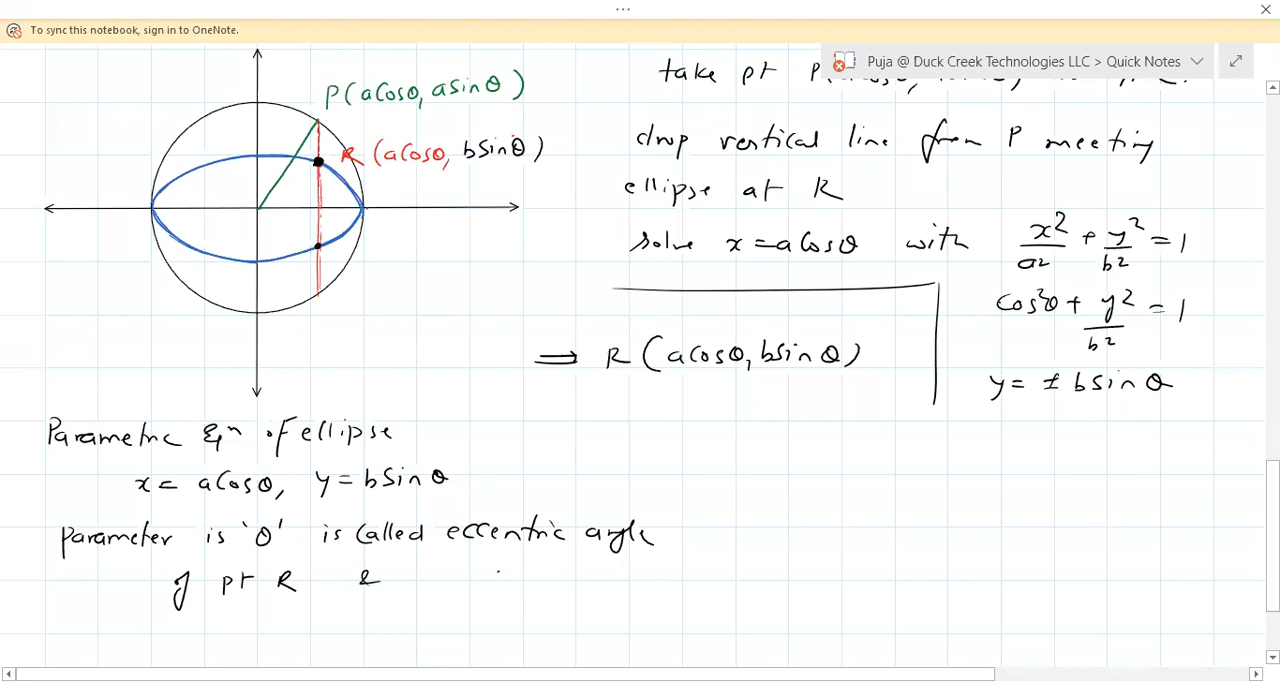 To sync this notebook, sign in to OneNote.
Puja @ Duck Creek Technologies LLC > Quick Notes
take pt
P(aCosθ, aSinθ)
R(aCosθ, bSinθ)
drop vertical line from P meeting
ellipse at R
solve x = aCosθ with x²/a² + y²/b² = 1
Cos²θ + y²/b² = 1
⟹ R(aCosθ, bSinθ)
y = ± bSinθ
Parametric Eqⁿ of ellipse
x = aCosθ, y = bSinθ
parameter is 'θ' is called eccentric angle
of pt R &